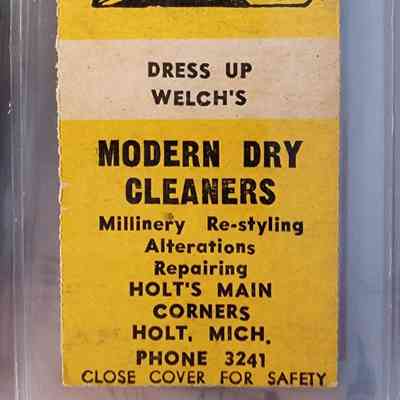 DRESS UP
WELCH'S
MODERN DRY
CLEANERS
Millinery Re-styling
Alterations
Repairing
HOLT'S MAIN
CORNERS
HOLT, MICH.
PHONE 3241
CLOSE COVER FOR SAFETY